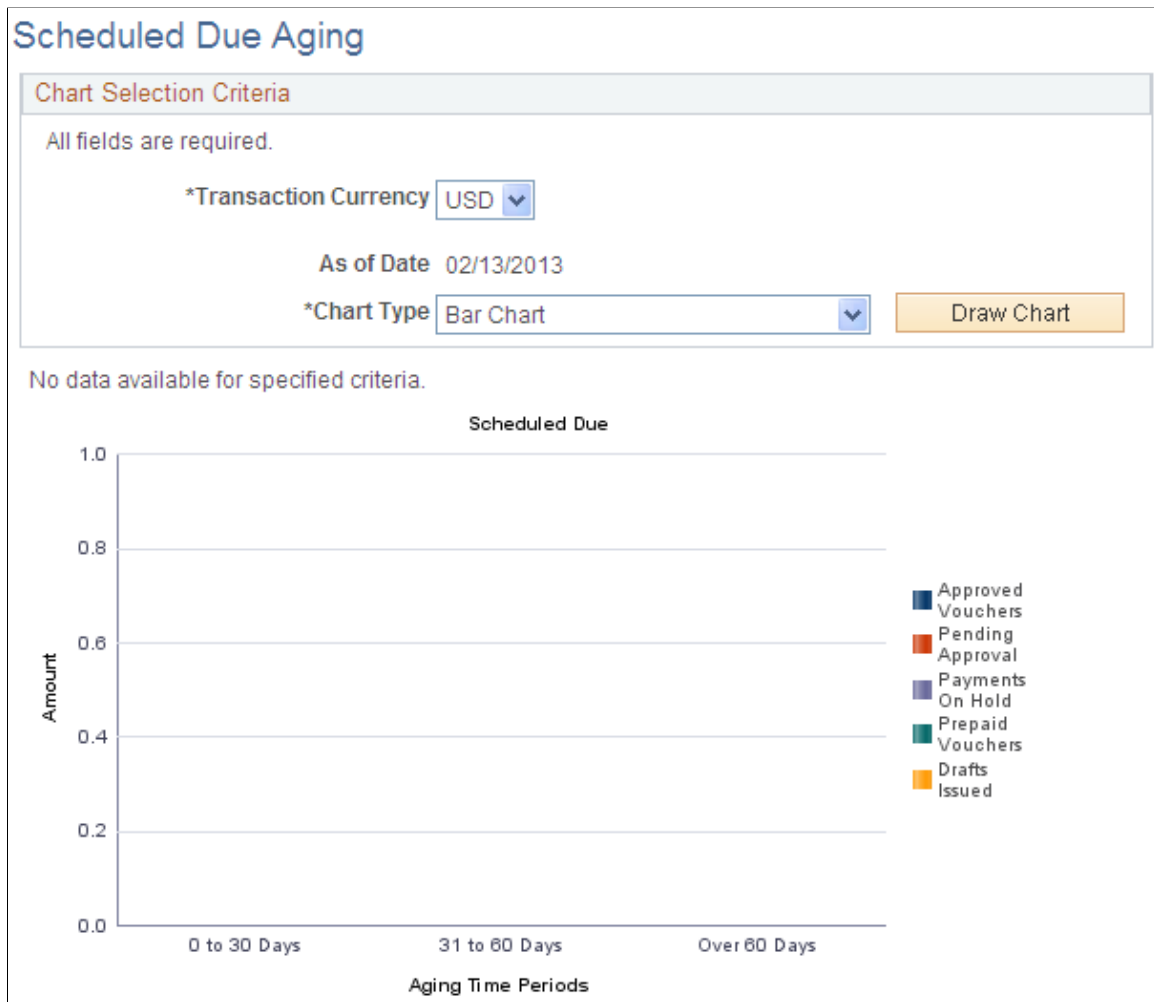 Scheduled Due Aging
Chart Selection Criteria
All fields are required.
*Transaction Currency USD
As of Date 02/13/2013
*Chart Type Bar Chart Draw Chart
No data available for specified criteria.
Scheduled Due
1.0
0.8
0.6
0.4
0.2
0.0
Amount
0 to 30 Days 31 to 60 Days Over 60 Days
Aging Time Periods
Approved
Vouchers
Pending
Approval
Payments
On Hold
Prepaid
Vouchers
Drafts
Issued